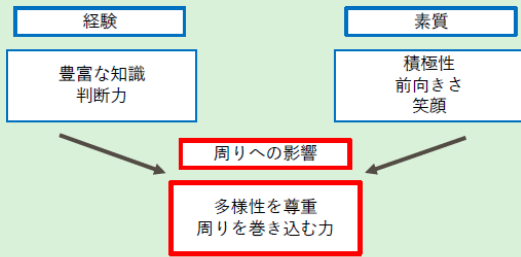 経験
豊富な知識
判断力
素質
積極性
前向きさ
笑顔
周りへの影響
多様性を尊重
周りを巻き込む力